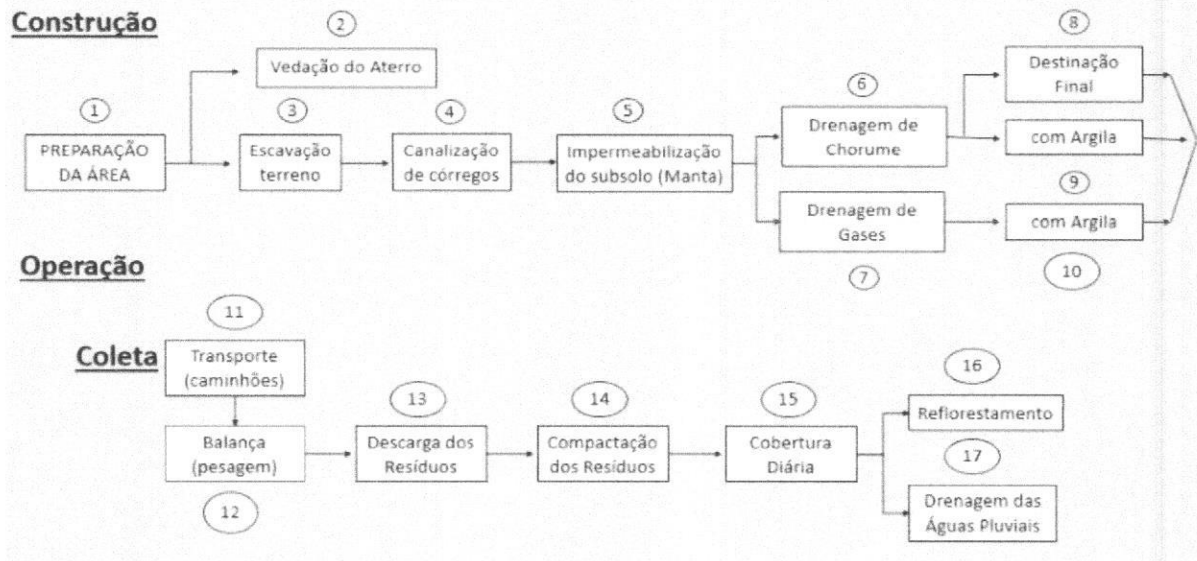 Construção
2
Vedação do Aterro
8
Destinação
Final
1
PREPARAÇÃO
DA ÁREA
3
Escavação
terreno
4
Canalização
de córregos
5
Impermeabilização
do subsolo (Manta)
6
Drenagem de
Chorume
com Argila
9
Drenagem de
Gases
7
com Argila
10
Operação
11
Coleta
Transporte
(caminhões)
Balança
(pesagem)
12
13
Descarga dos
Resíduos
14
Compactação
dos Resíduos
15
Cobertura
Diária
16
Reflorestamento
17
Drenagem das
Águas Pluviais